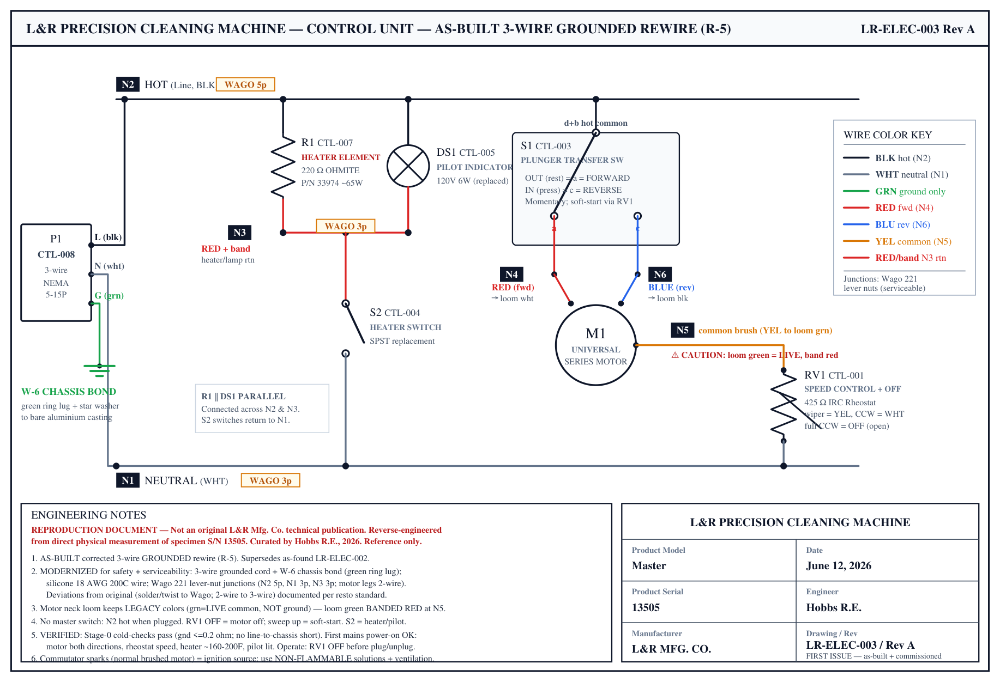 L&R PRECISION CLEANING MACHINE — CONTROL UNIT — AS-BUILT 3-WIRE GROUNDED REWIRE (R-5)
LR-ELEC-003 Rev A
N2 HOT (Line, BLK
WAGO 5p
d+b hot common
R1 CTL-007
HEATER ELEMENT
220 Ω OHMITE
P/N 33974 ~65W
DS1 CTL-005
PILOT INDICATOR
120V 6W (replaced)
S1 CTL-003
PLUNGER TRANSFER SW
OUT (rest) = a = FORWARD
IN (press) = c = REVERSE
Momentary; soft-start via RV1
a
c
WIRE COLOR KEY
BLK hot (N2)
WHT neutral (N1)
GRN ground only
RED fwd (N4)
BLU rev (N6)
YEL common (N5)
RED/band N3 rtn
Junctions: Wago 221
lever nuts (serviceable)
P1
CTL-008
3-wire
NEMA
5-15P
L (blk)
N (wht)
G (grn)
N3
WAGO 3p
RED + band
heater/lamp rtn
N4
RED (fwd)
→ loom wht
N6
BLUE (rev)
→ loom blk
S2 CTL-004
HEATER SWITCH
SPST replacement
M1
UNIVERSAL
SERIES MOTOR
N5 common brush (YEL to loom grn)
⚠ CAUTION: loom green = LIVE, band red
RV1 CTL-001
SPEED CONTROL + OFF
425 Ω IRC Rheostat
wiper = YEL, CCW = WHT
full CCW = OFF (open)
W-6 CHASSIS BOND
green ring lug + star washer
to bare aluminium casting
R1 || DS1 PARALLEL
Connected across N2 & N3.
S2 switches return to N1.
N1 NEUTRAL (WHT)
WAGO 3p
ENGINEERING NOTES
REPRODUCTION DOCUMENT — Not an original L&R Mfg. Co. technical publication. Reverse-engineered
from direct physical measurement of specimen S/N 13505. Curated by Hobbs R.E., 2026. Reference only.
1. AS-BUILT corrected 3-wire GROUNDED rewire (R-5). Supersedes as-found LR-ELEC-002.
2. MODERNIZED for safety + serviceability: 3-wire grounded cord + W-6 chassis bond (green ring lug);
silicone 18 AWG 200C wire; Wago 221 lever-nut junctions (N2 5p, N1 3p, N3 3p; motor legs 2-wire).
Deviations from original (solder/twist to Wago; 2-wire to 3-wire) documented per resto standard.
3. Motor neck loom keeps LEGACY colors (grn=LIVE common, NOT ground) — loom green BANDED RED at N5.
4. No master switch: N2 hot when plugged. RV1 OFF = motor off; sweep up = soft-start. S2 = heater/pilot.
5. VERIFIED: Stage-0 cold-checks pass (gnd <=0.2 ohm; no line-to-chassis short). First mains power-on OK:
motor both directions, rheostat speed, heater ~160-200F, pilot lit. Operate: RV1 OFF before plug/unplug.
6. Commutator sparks (normal brushed motor) = ignition source: use NON-FLAMMABLE solutions + ventilation.
L&R PRECISION CLEANING MACHINE
Product Model
Master
Date
June 12, 2026
Product Serial
13505
Engineer
Hobbs R.E.
Manufacturer
L&R MFG. CO.
Drawing / Rev
LR-ELEC-003 / Rev A
FIRST ISSUE — as-built + commissioned